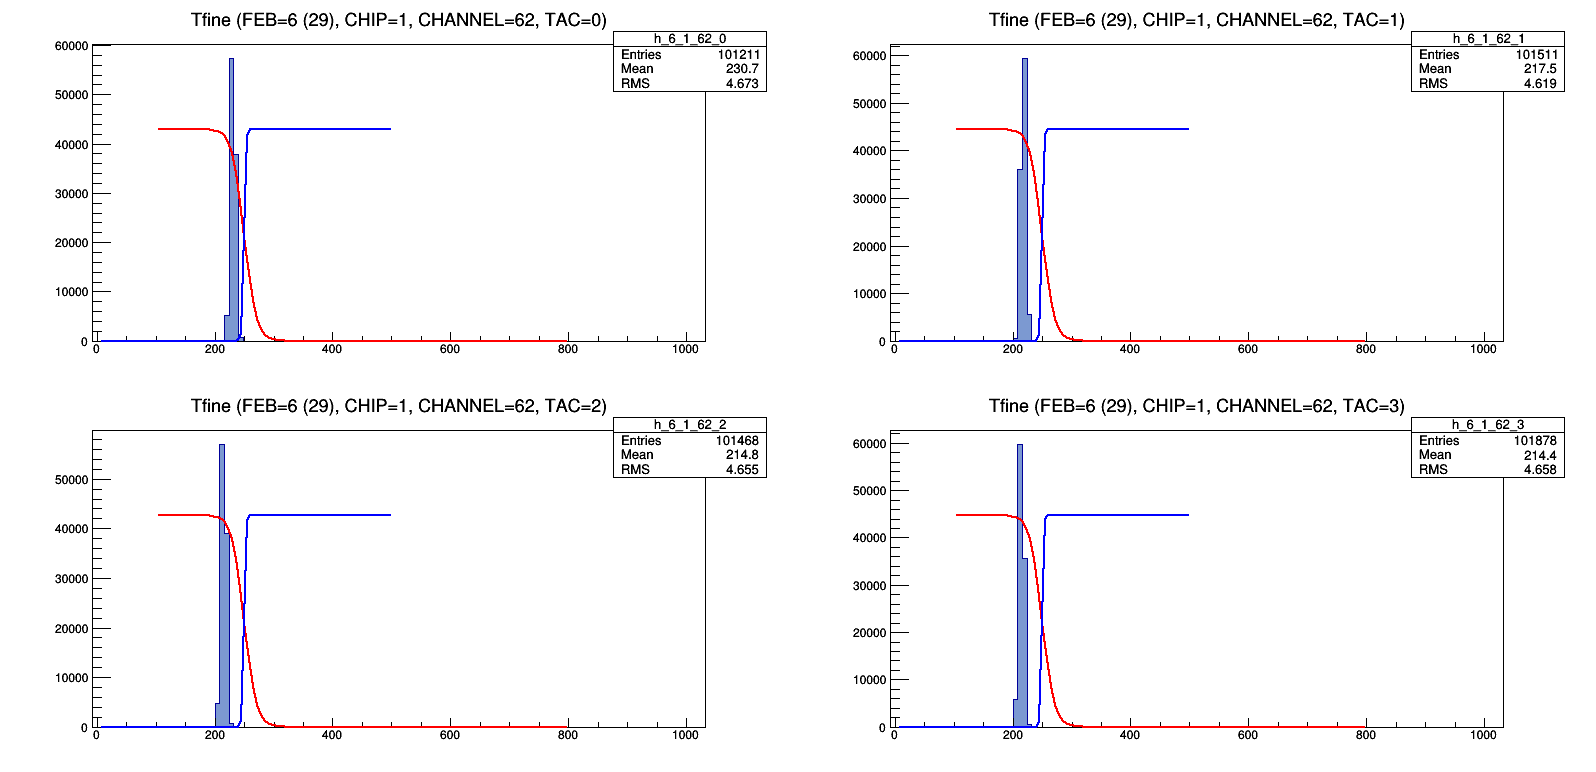 Tfine (FEB=6 (29), CHIP=1, CHANNEL=62, TAC=0)
h_6_1_62_0
Entries 101211
Mean 230.7
RMS 4.673
60000
50000
40000
30000
20000
10000
0
0 200 400 600 800 1000
Tfine (FEB=6 (29), CHIP=1, CHANNEL=62, TAC=1)
h_6_1_62_1
Entries 101511
Mean 217.5
RMS 4.619
60000
50000
40000
30000
20000
10000
0
0 200 400 600 800 1000
Tfine (FEB=6 (29), CHIP=1, CHANNEL=62, TAC=2)
h_6_1_62_2
Entries 101468
Mean 214.8
RMS 4.655
50000
40000
30000
20000
10000
0
0 200 400 600 800 1000
Tfine (FEB=6 (29), CHIP=1, CHANNEL=62, TAC=3)
h_6_1_62_3
Entries 101878
Mean 214.4
RMS 4.658
60000
50000
40000
30000
20000
10000
0
0 200 400 600 800 1000